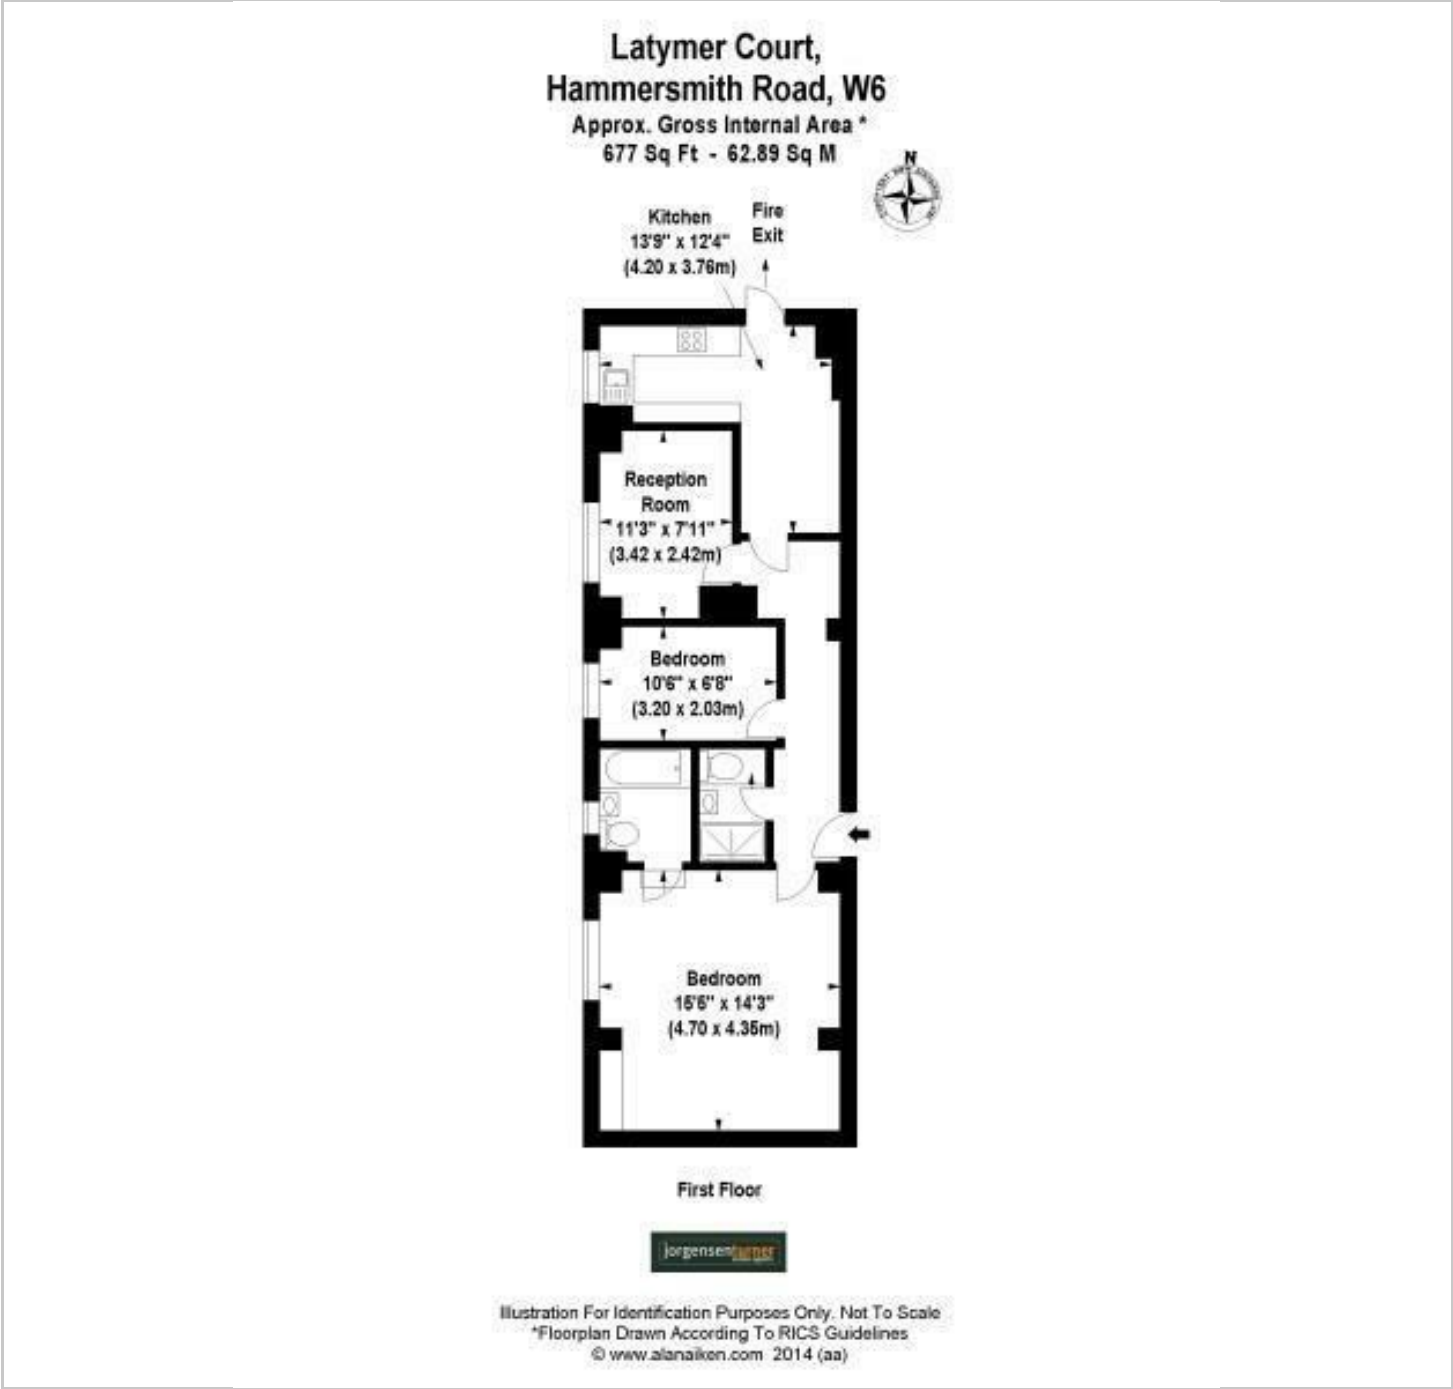 Latymer Court,
Hammersmith Road, W6
Approx. Gross Internal Area *
677 Sq Ft - 62.89 Sq M
N
Kitchen
13'9" x 12'4"
(4.20 x 3.76m)
Fire
Exit
Reception
Room
11'3" x 7'11"
(3.42 x 2.42m)
Bedroom
10'6" x 6'8"
(3.20 x 2.03m)
Bedroom
15'5" x 14'3"
(4.70 x 4.35m)
First Floor
jorgensenturner
Illustration For Identification Purposes Only. Not To Scale
*Floorplan Drawn According To RICS Guidelines
© www.alanaiken.com 2014 (aa)